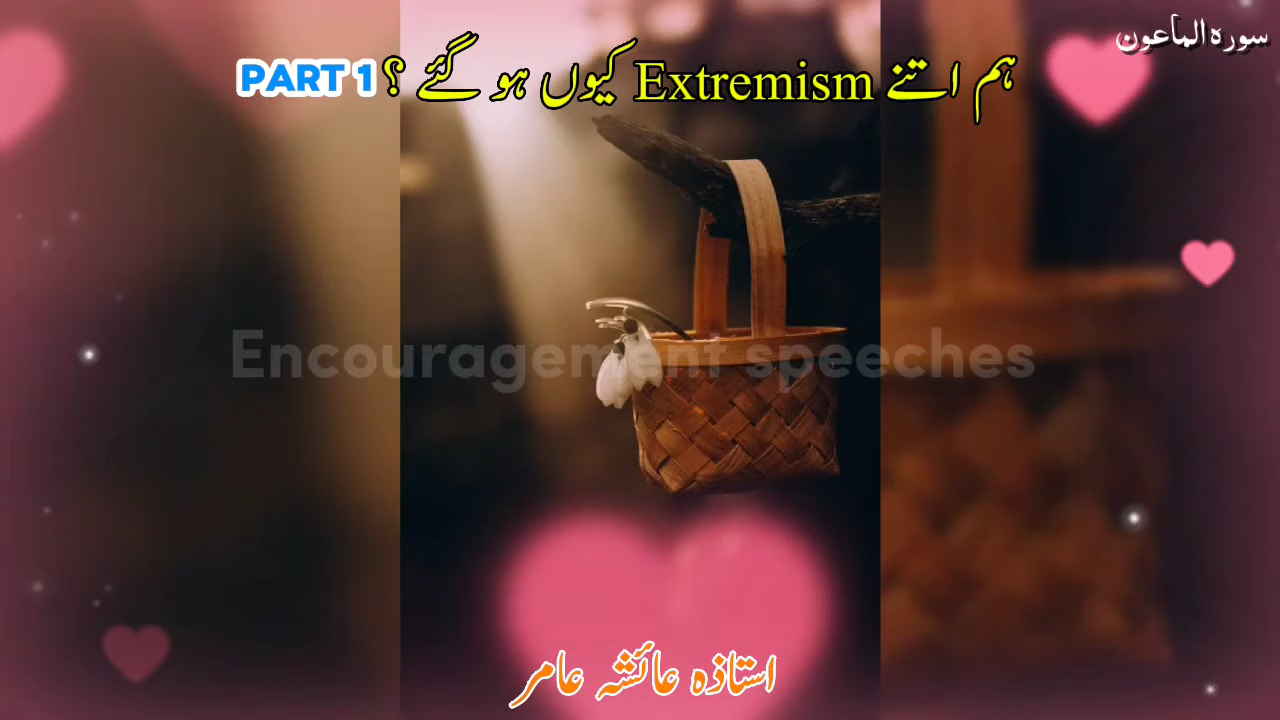 سورہ الماعون
ہم اتنے Extremism کیوں ہو گئے ؟ PART 1
Encouragement speeches
استاذہ عائشہ عامر